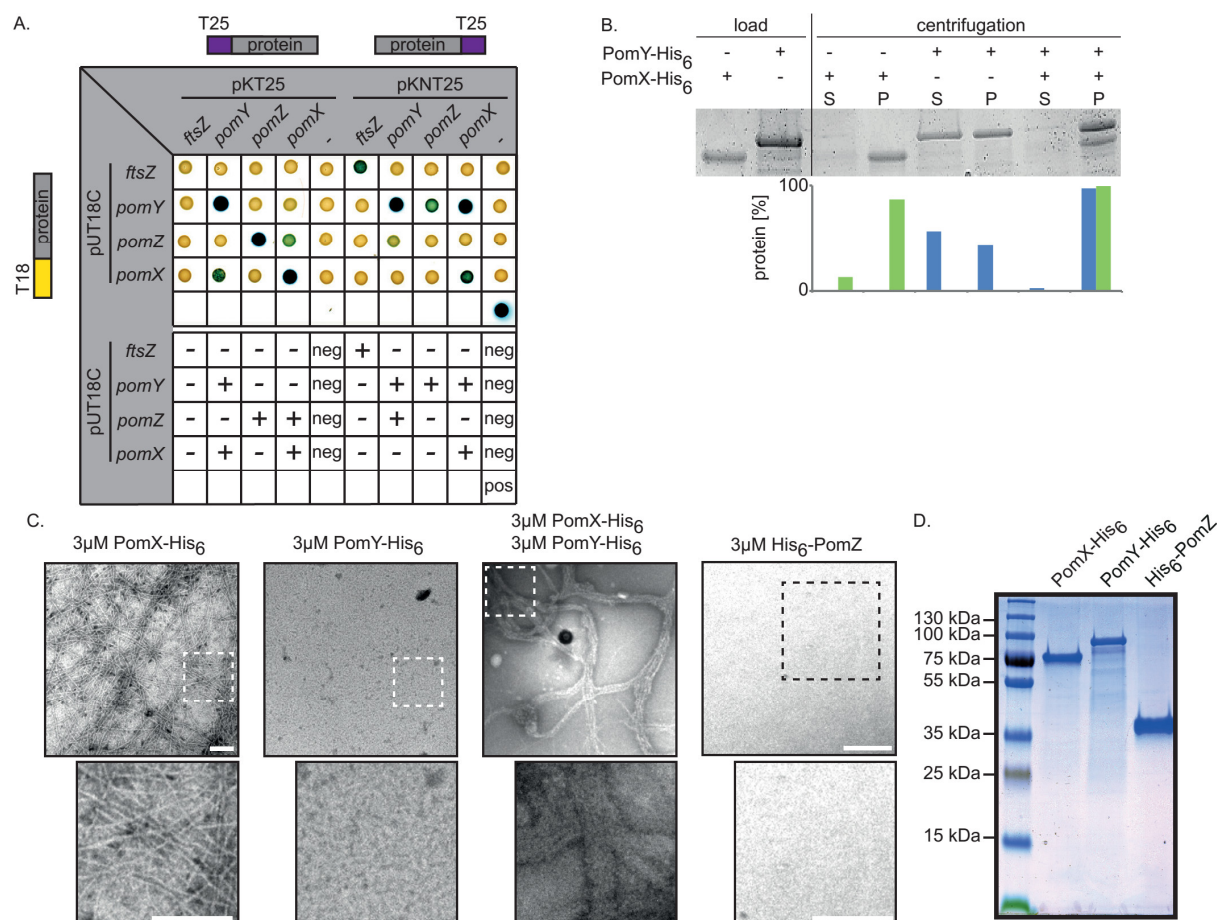 A.
T25
protein
T25
protein
pKT25
pKNT25
ftsZ pomY pomZ pomX - ftsZ pomY pomZ pomX -
T18 protein
pUT18C
ftsZ
pomY
pomZ
pomX
pUT18C
ftsZ - - - - neg + - - - neg
pomY - + - - neg - + + + neg
pomZ - - + + neg - + - - neg
pomX - + - + neg - - - + neg
pos
B.
load centrifugation
PomY-His6 - + - - + + + +
PomX-His6 + - + + - - + +
S P S P S P
100
protein [%]
0
C.
3µM PomX-His6
3µM PomY-His6
3µM PomX-His6
3µM PomY-His6
3µM His6-PomZ
D.
PomX-His6
PomY-His6
His6-PomZ
130 kDa
100 kDa
75 kDa
55 kDa
35 kDa
25 kDa
15 kDa